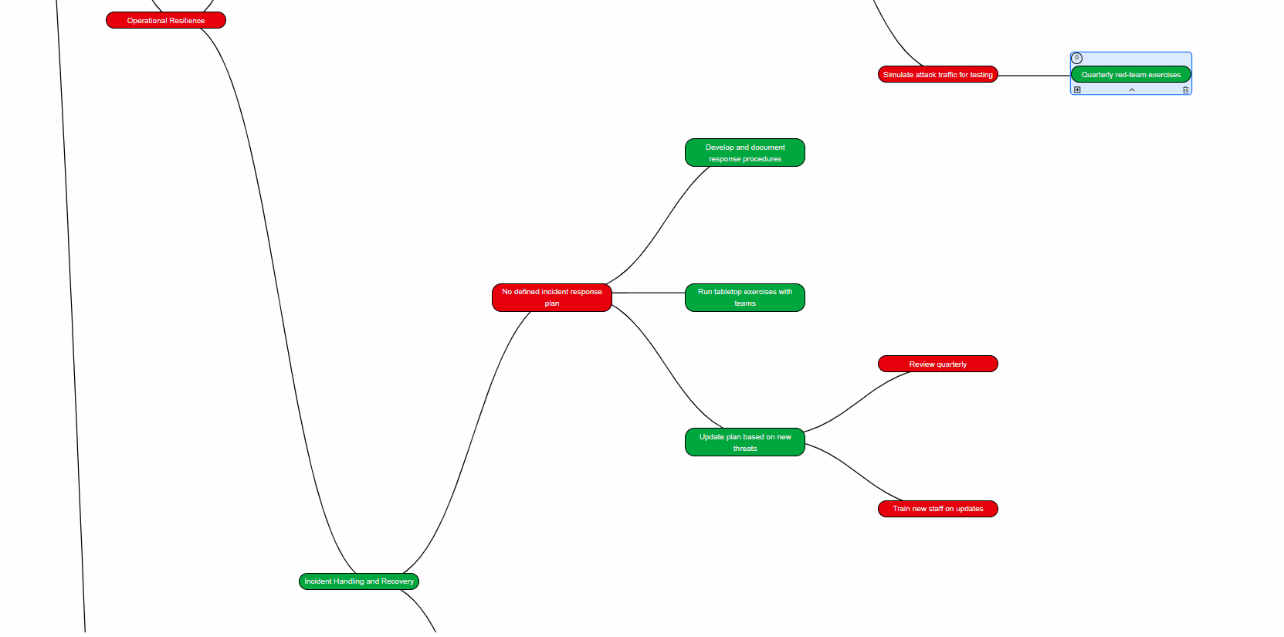 Operational Resilience
Simulate attack traffic for testing
0
Quarterly red-team exercises
Develop and document
response procedures
No defined incident response
plan
Run tabletop exercises with
teams
Review quarterly
Update plan based on new
threats
Train new staff on updates
Incident Handling and Recovery